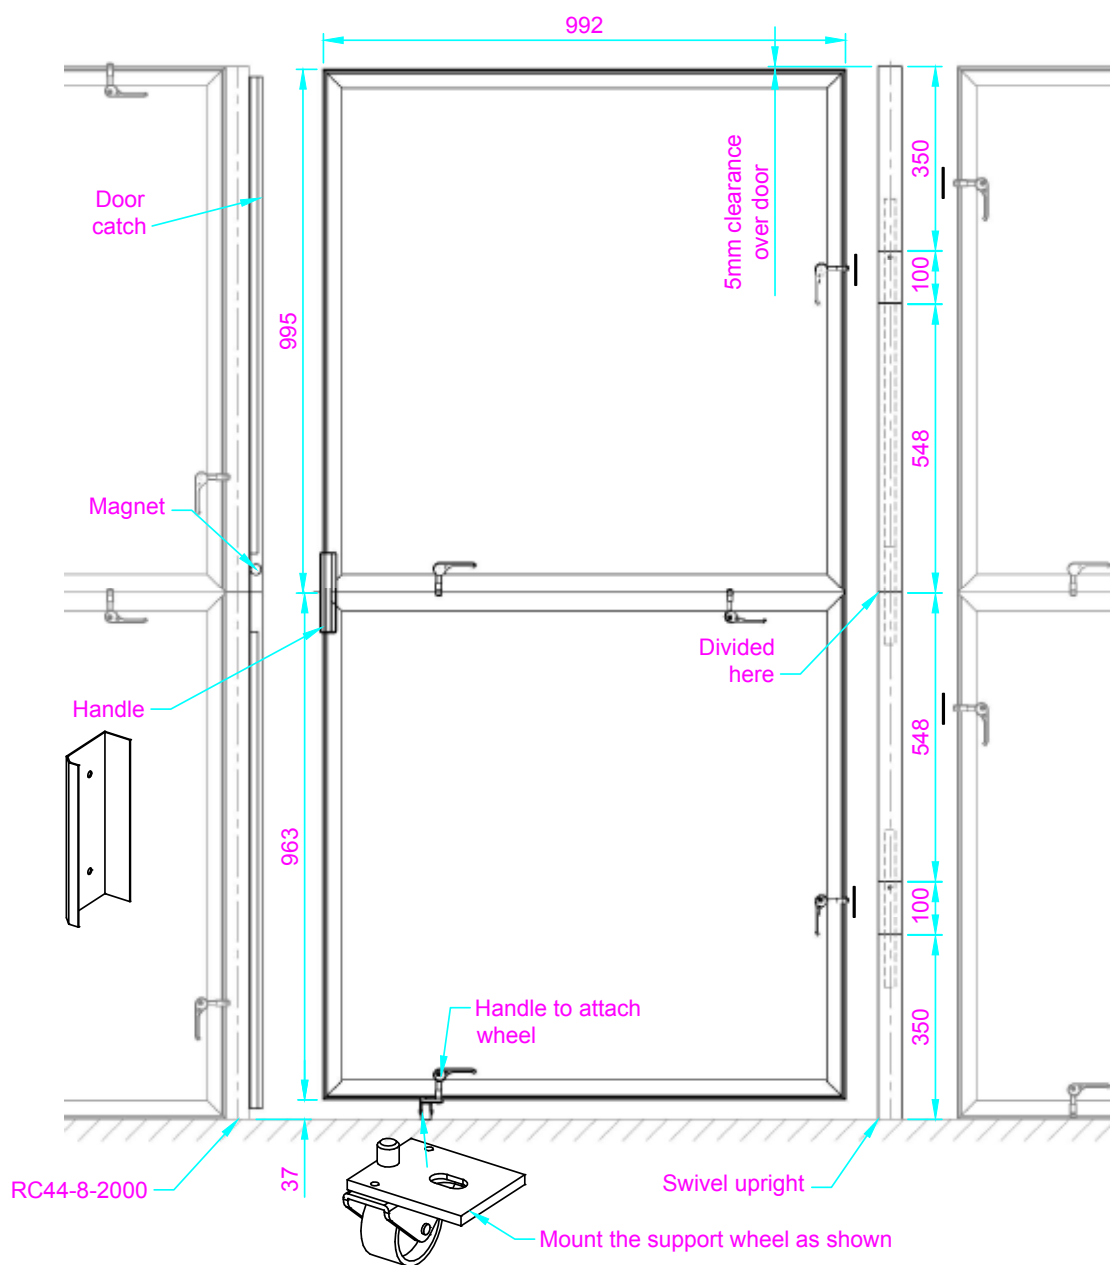 992
Door
catch
5mm clearance
over door
350
100
995
548
Magnet
Divided
here
Handle
548
963
100
Handle to attach
wheel
350
37
RC44-8-2000
Swivel upright
Mount the support wheel as shown